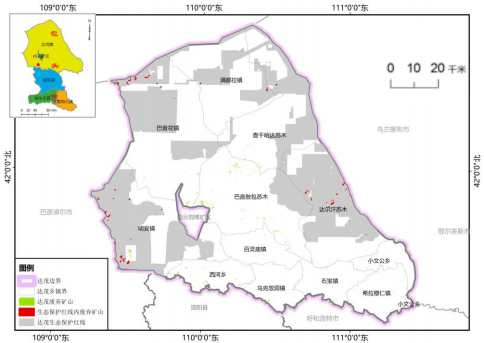 109°0'0"东
110°0'0"东
111°0'0"东
N
0 10 20 千米
满都拉镇
巴音花镇
查干哈达苏木
乌兰察布市
42°0'0"北
42°0'0"北
巴音敖包苏木
达尔汗苏木
巴彦淖尔市
明安镇
鄂尔多斯市
百灵庙镇
小文公乡
西河乡
石宝镇
乌克忽洞镇
希拉穆仁镇
小文公乡
固阳县
呼和浩特市
图例
达茂边界
达茂乡镇界
达茂废弃矿山
生态保护红线内废弃矿山
达茂生态保护红线
109°0'0"东
110°0'0"东
111°0'0"东